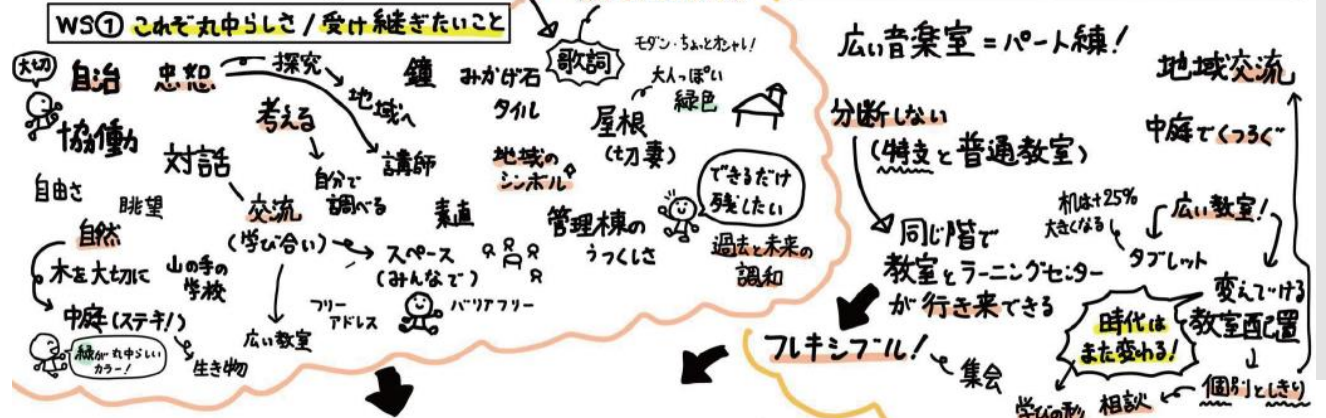 WS① これぞ丸中らしさ / 受け継ぎたいこと
大切
自治
忠恕
協働
探究
地域へ
考える
自分で
調べる
講師
対話
交流
(学び合い)
広い教室
自由さ
眺望
自然
木を大切に
中庭(ステキ!)
生き物
山の手の
学校
緑が丸中らしい
カラー!
鐘
みかげ石
タイル
地域の
シンボル
素直
スペース
(みんなで)
フリー
アドレス
バリアフリー
歌詞
モダン・ちょっとオシャレ!
大人っぽい
緑色
屋根
(切妻)
管理棟の
うつくしさ
できるだけ
残したい
過去と未来の
調和
広い音楽室=パート練!
分断しない
(特支と普通教室)
同じ階で
教室とラーニングセンター
が行き来できる
フレキシブル!
集会
地域交流
中庭でくつろぐ
広い教室!
机は+25%
大きくなる
タブレット
変えていける
教室配置
時代は
また変わる!
個別としきり
相談
学びの形